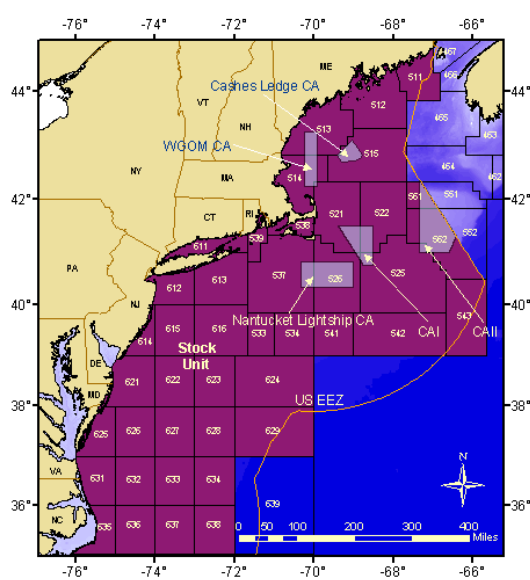 -76° -74° -72° -70° -68° -66°
44°
42°
40°
38°
36°
44°
42°
40°
38°
36°
ME
VT
NH
NY
MA
CT
RI
PA
NJ
DE
MD
VA
NC
Cashes Ledge CA
WGOM CA
467
511
466
512
465
513
463
515
464
462
514
551
561
521
522
538
539
562
552
611
537
526
525
612
613
543
Nantucket Lightship CA
CAI
CAII
614
615
616
533
534
541
542
Stock
Unit
621
622
623
624
US EEZ
625
626
627
628
629
631
632
633
634
639
635
636
637
638
N
0 50 100 200 300 400
Miles
-76° -74° -72° -70° -68° -66°